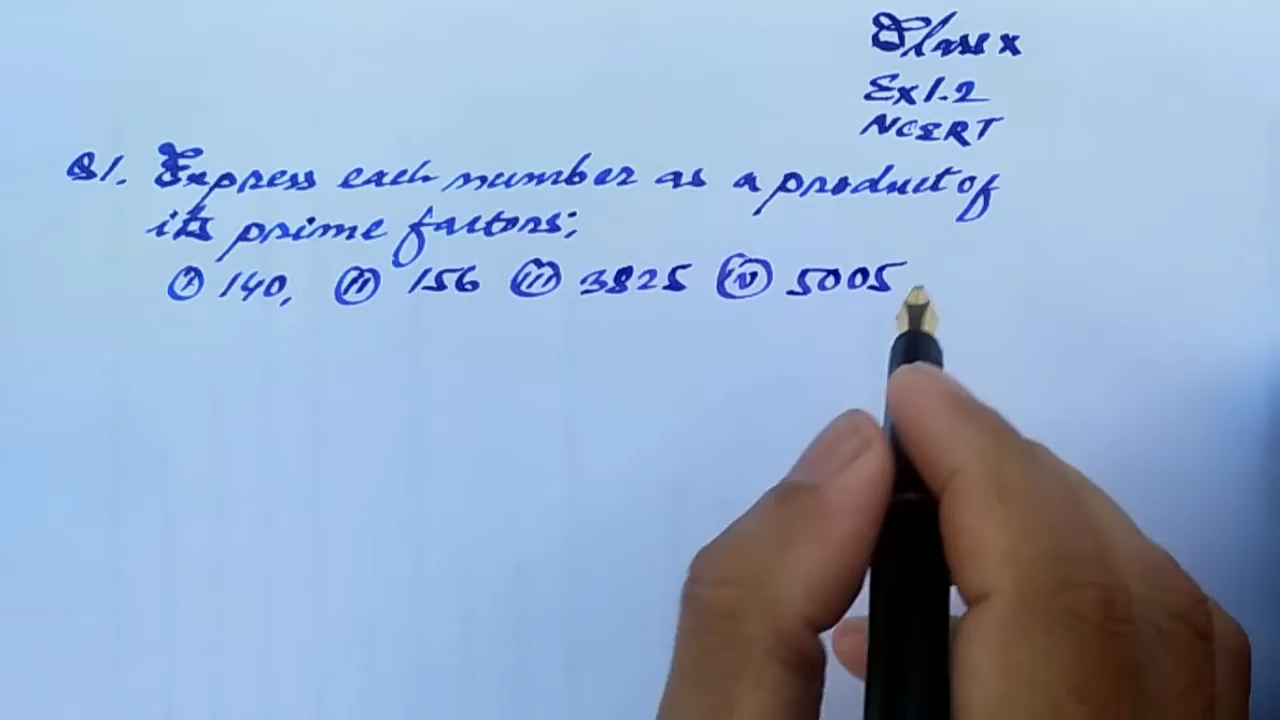 Class X
Ex 1.2
NCERT
Q1. Express each number as a product of
its prime factors;
(i) 140, (ii) 156 (iii) 3825 (iv) 5005